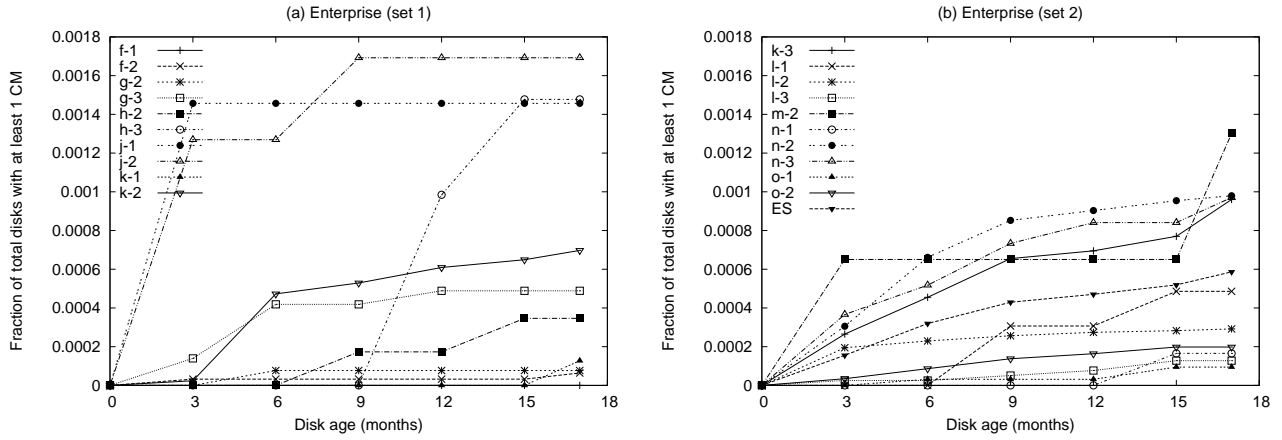 (a) Enterprise (set 1)
Fraction of total disks with at least 1 CM
0.0018
0.0016
0.0014
0.0012
0.001
0.0008
0.0006
0.0004
0.0002
0
f-1
f-2
g-2
g-3
h-2
h-3
j-1
j-2
k-1
k-2
0 3 6 9 12 15 18
Disk age (months)
(b) Enterprise (set 2)
Fraction of total disks with at least 1 CM
0.0018
0.0016
0.0014
0.0012
0.001
0.0008
0.0006
0.0004
0.0002
0
k-3
l-1
l-2
l-3
m-2
n-1
n-2
n-3
o-1
o-2
ES
0 3 6 9 12 15 18
Disk age (months)